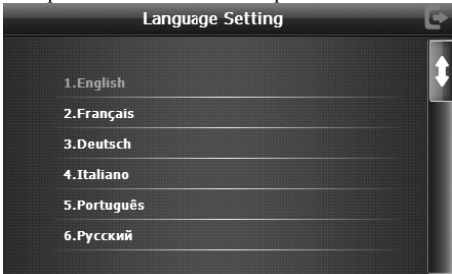 Language Setting
1.English
2.Français
3.Deutsch
4.Italiano
5.Português
6.Русский